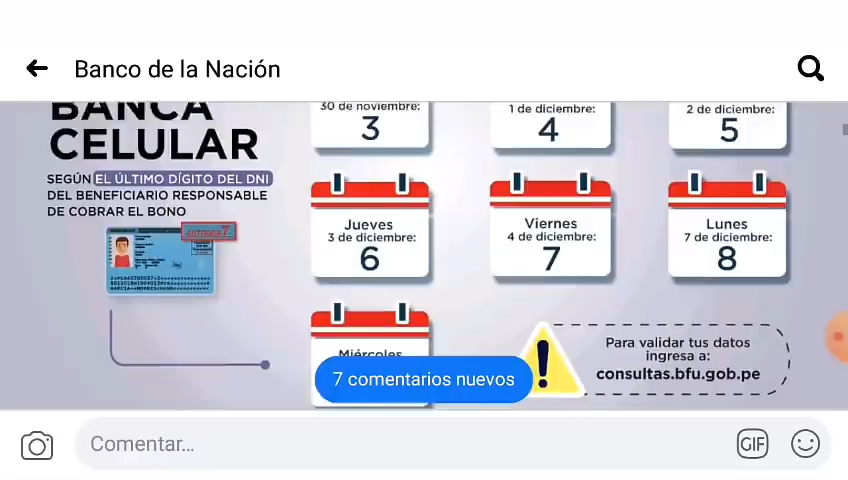 Banco de la Nación
BANCA
CELULAR
SEGÚN EL ÚLTIMO DÍGITO DEL DNI
DEL BENEFICIARIO RESPONSABLE
DE COBRAR EL BONO
30 de noviembre:
3
1 de diciembre:
4
2 de diciembre:
5
Jueves
3 de diciembre:
6
Viernes
4 de diciembre:
7
Lunes
7 de diciembre:
8
Miércoles
7 comentarios nuevos
Para validar tus datos
ingresa a:
consultas.bfu.gob.pe
Comentar...
GIF